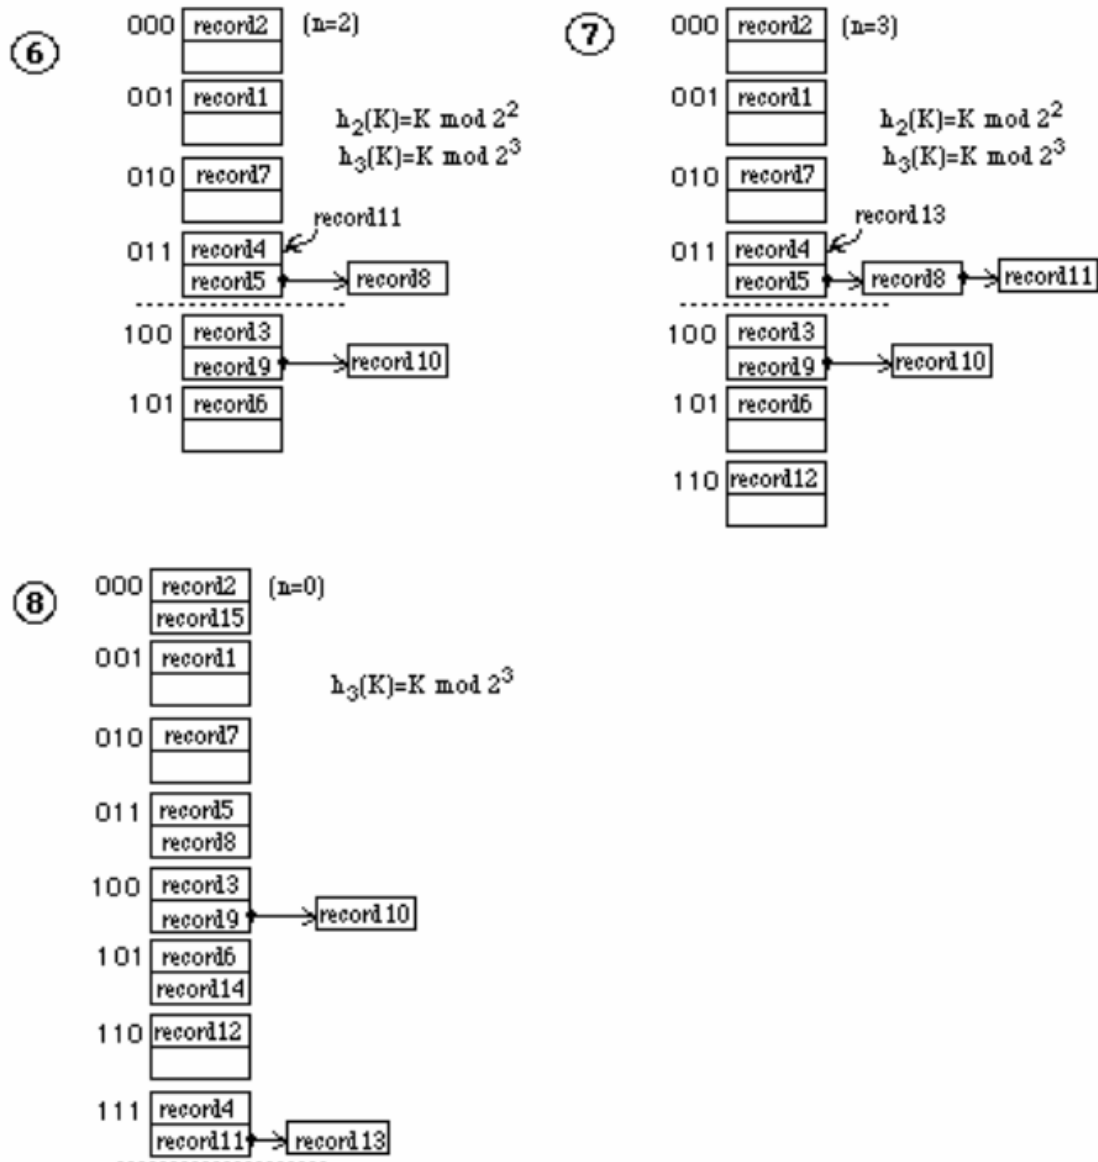 6
000 record2 (n=2)
001 record1
h2(K)=K mod 2^2
h3(K)=K mod 2^3
010 record7
record11
011 record4
record5 record8
100 record3
record9 record10
101 record6
7
000 record2 (n=3)
001 record1
h2(K)=K mod 2^2
h3(K)=K mod 2^3
010 record7
record13
011 record4
record5 record8 record11
100 record3
record9 record10
101 record6
110 record12
8
000 record2 (n=0)
record15
001 record1
h3(K)=K mod 2^3
010 record7
011 record5
record8
100 record3
record9 record10
101 record6
record14
110 record12
111 record4
record11 record13